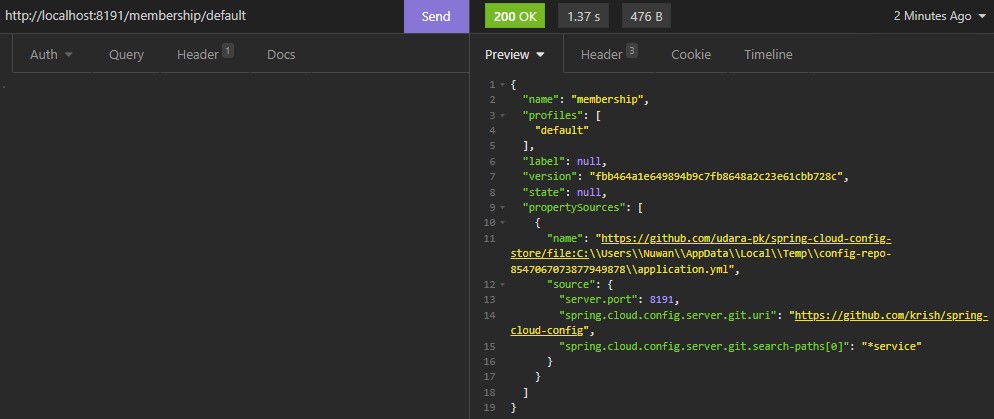 http://localhost:8191/membership/default
Send
200 OK
1.37 s
476 B
2 Minutes Ago
Auth
Query
Header 1
Docs
Preview
Header 3
Cookie
Timeline
1 {
2 "name": "membership",
3 "profiles": [
4 "default"
5 ],
6 "label": null,
7 "version": "fbb464a1e649894b9c7fb8648a2c23e61cbb728c",
8 "state": null,
9 "propertySources": [
10 {
11 "name": "https://github.com/udara-pk/spring-cloud-config-
store/file:C:\\Users\\Nuwan\\AppData\\Local\\Temp\\config-repo-
8547067073877949878\\application.yml",
12 "source": {
13 "server.port": 8191,
14 "spring.cloud.config.server.git.uri": "https://github.com/krish/spring-
cloud-config",
15 "spring.cloud.config.server.git.search-paths[0]": "*service"
16 }
17 }
18 ]
19 }